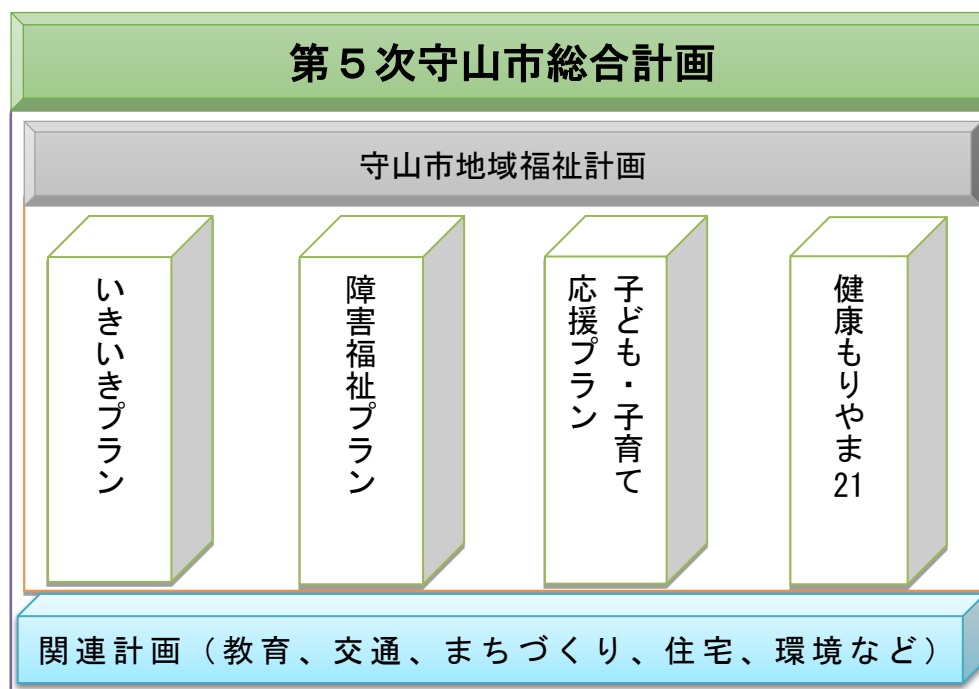 第５次守山市総合計画
守山市地域福祉計画
いきいきプラン
障害福祉プラン
子ども・子育て
応援プラン
健康もりやま21
関連計画（教育、交通、まちづくり、住宅、環境など）